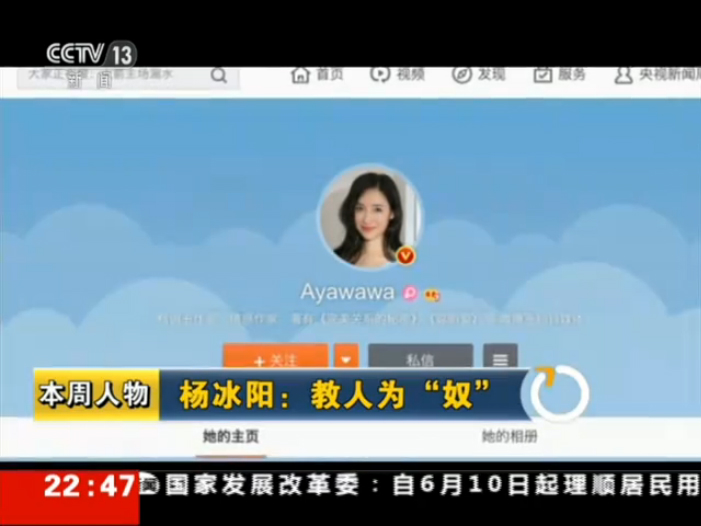 CCTV 13
新闻
首页 视频 发现 服务 央视新闻周
Ayawawa
+ 关注 私信
本周人物 杨冰阳：教人为“奴”
她的主页 她的相册
22:47 国家发展改革委：自6月10日起理顺居民用